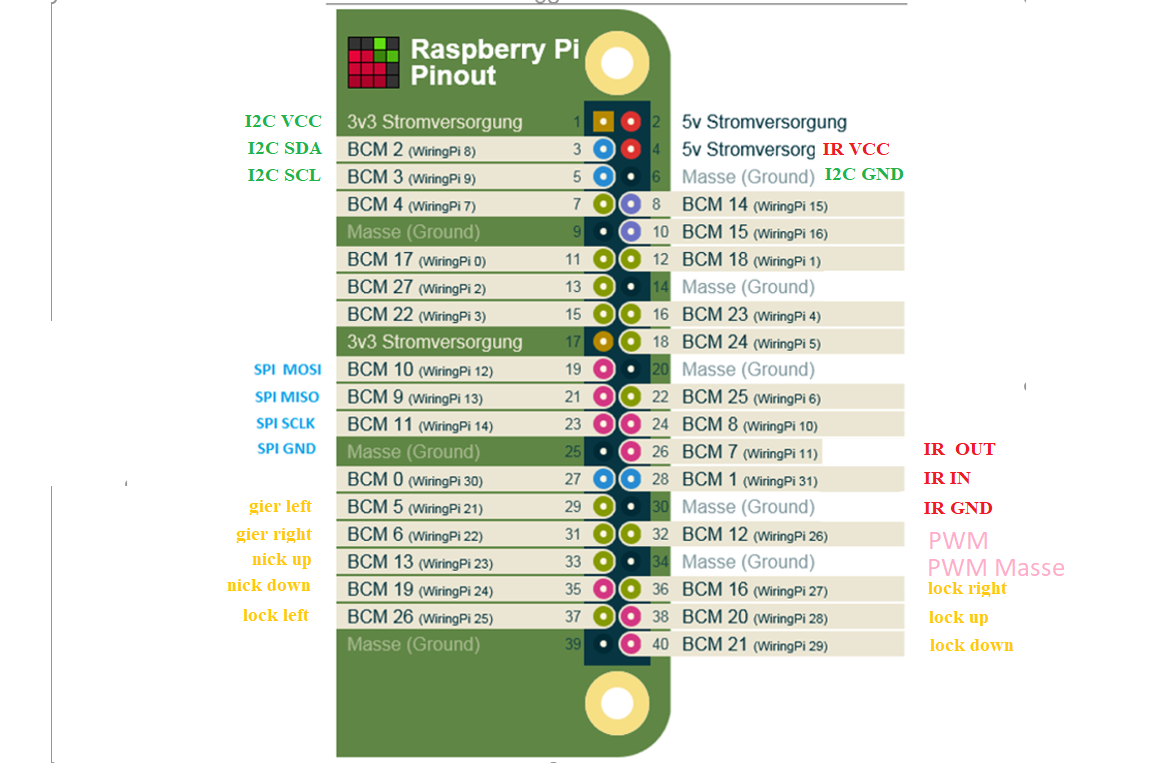 Raspberry Pi
Pinout
I2C VCC 3v3 Stromversorgung 1 2 5v Stromversorgung
I2C SDA BCM 2 (WiringPi 8) 3 4 5v Stromversorg IR VCC
I2C SCL BCM 3 (WiringPi 9) 5 6 Masse (Ground) I2C GND
BCM 4 (WiringPi 7) 7 8 BCM 14 (WiringPi 15)
Masse (Ground) 9 10 BCM 15 (WiringPi 16)
BCM 17 (WiringPi 0) 11 12 BCM 18 (WiringPi 1)
BCM 27 (WiringPi 2) 13 14 Masse (Ground)
BCM 22 (WiringPi 3) 15 16 BCM 23 (WiringPi 4)
3v3 Stromversorgung 17 18 BCM 24 (WiringPi 5)
SPI MOSI BCM 10 (WiringPi 12) 19 20 Masse (Ground)
SPI MISO BCM 9 (WiringPi 13) 21 22 BCM 25 (WiringPi 6)
SPI SCLK BCM 11 (WiringPi 14) 23 24 BCM 8 (WiringPi 10)
SPI GND Masse (Ground) 25 26 BCM 7 (WiringPi 11) IR OUT
BCM 0 (WiringPi 30) 27 28 BCM 1 (WiringPi 31) IR IN
gier left BCM 5 (WiringPi 21) 29 30 Masse (Ground) IR GND
gier right BCM 6 (WiringPi 22) 31 32 BCM 12 (WiringPi 26) PWM
nick up BCM 13 (WiringPi 23) 33 34 Masse (Ground) PWM Masse
nick down BCM 19 (WiringPi 24) 35 36 BCM 16 (WiringPi 27) lock right
lock left BCM 26 (WiringPi 25) 37 38 BCM 20 (WiringPi 28) lock up
Masse (Ground) 39 40 BCM 21 (WiringPi 29) lock down